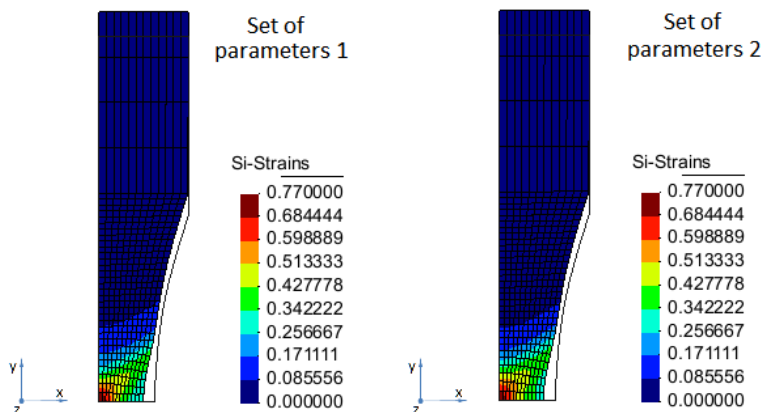 Set of
parameters 1
Si-Strains
0.770000
0.684444
0.598889
0.513333
0.427778
0.342222
0.256667
0.171111
0.085556
0.000000
y
x
z
Set of
parameters 2
Si-Strains
0.770000
0.684444
0.598889
0.513333
0.427778
0.342222
0.256667
0.171111
0.085556
0.000000
y
x
z